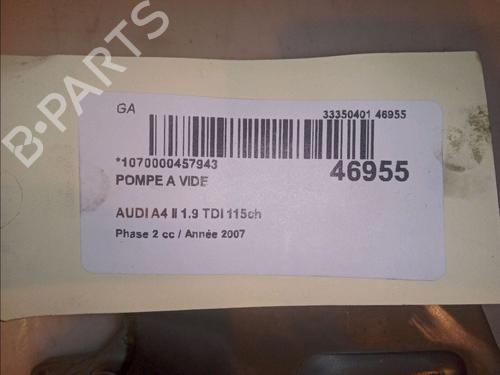 B-PARTS
GA
33350401 46955
*1070000457943
46955
POMPE A VIDE
AUDI A4 II 1.9 TDI 115ch
Phase 2 cc / Année 2007